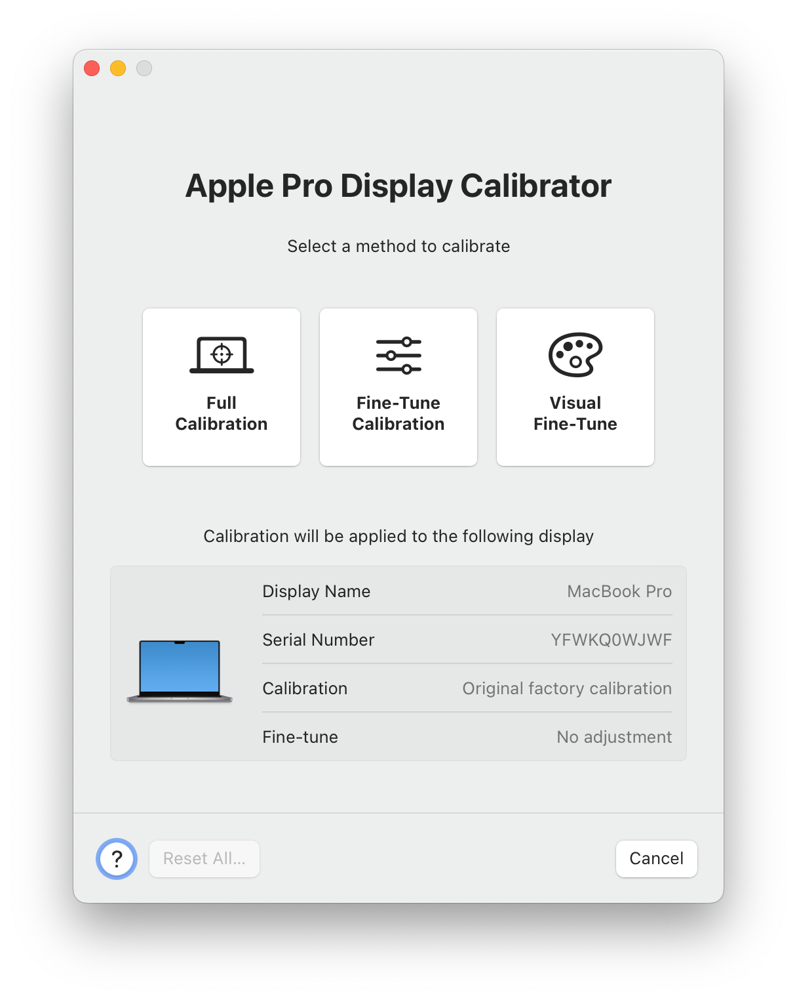 Apple Pro Display Calibrator
Select a method to calibrate
Full
Calibration
Fine-Tune
Calibration
Visual
Fine-Tune
Calibration will be applied to the following display
Display Name MacBook Pro
Serial Number YFWKQ0WJWF
Calibration Original factory calibration
Fine-tune No adjustment
? Reset All... Cancel